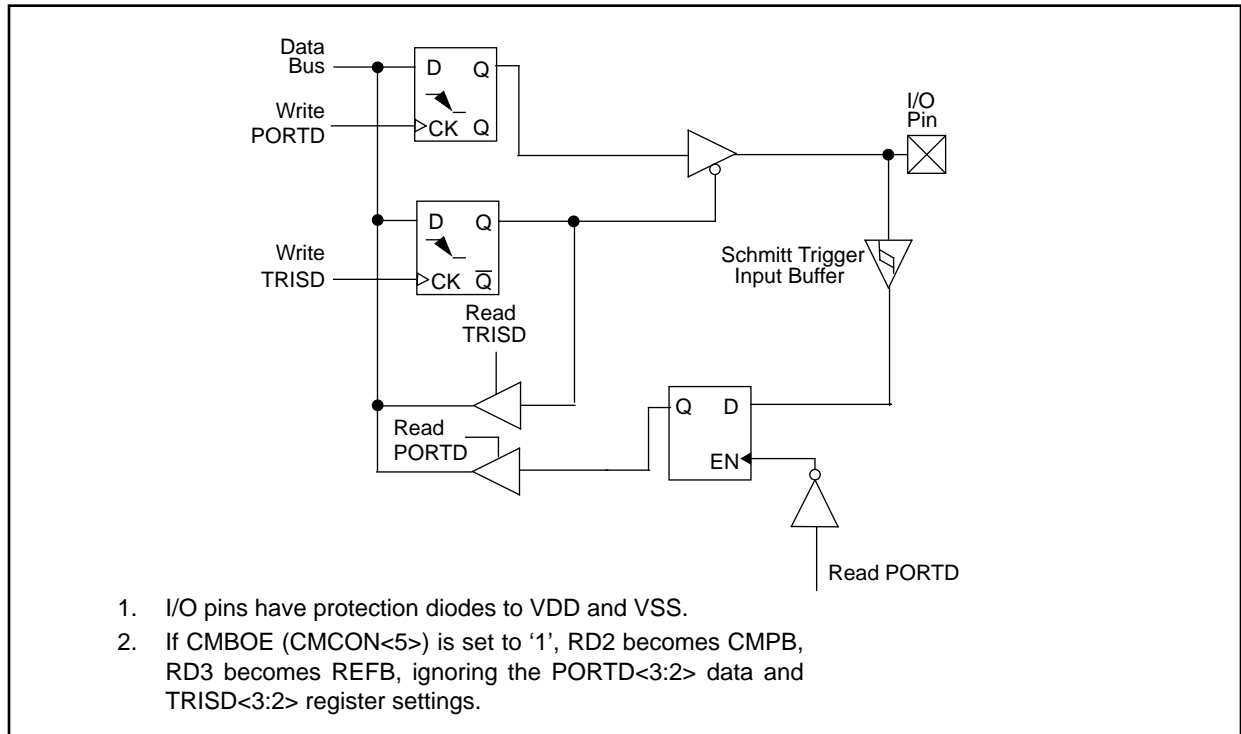 Data
Bus
D Q
Write
PORTD
CK Q
I/O
Pin
D Q
Write
TRISD
CK Q̅
Schmitt Trigger
Input Buffer
Read
TRISD
Q D
Read
PORTD
EN
Read PORTD
1. I/O pins have protection diodes to VDD and VSS.
2. If CMBOE (CMCON<5>) is set to ‘1’, RD2 becomes CMPB,
RD3 becomes REFB, ignoring the PORTD<3:2> data and
TRISD<3:2> register settings.